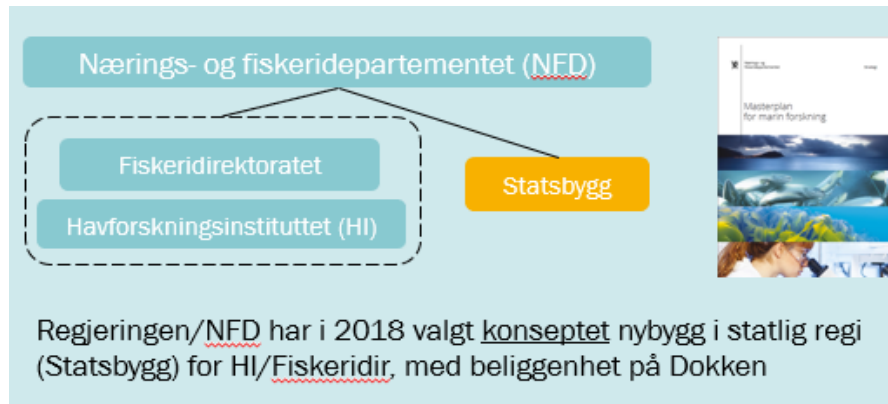 Nærings- og fiskeridepartementet (NFD)
Fiskeridirektoratet
Havforskningsinstituttet (HI)
Statsbygg
Masterplan
for marin forskning
Regjeringen/NFD har i 2018 valgt konseptet nybygg i statlig regi
(Statsbygg) for HI/Fiskeridir, med beliggenhet på Dokken